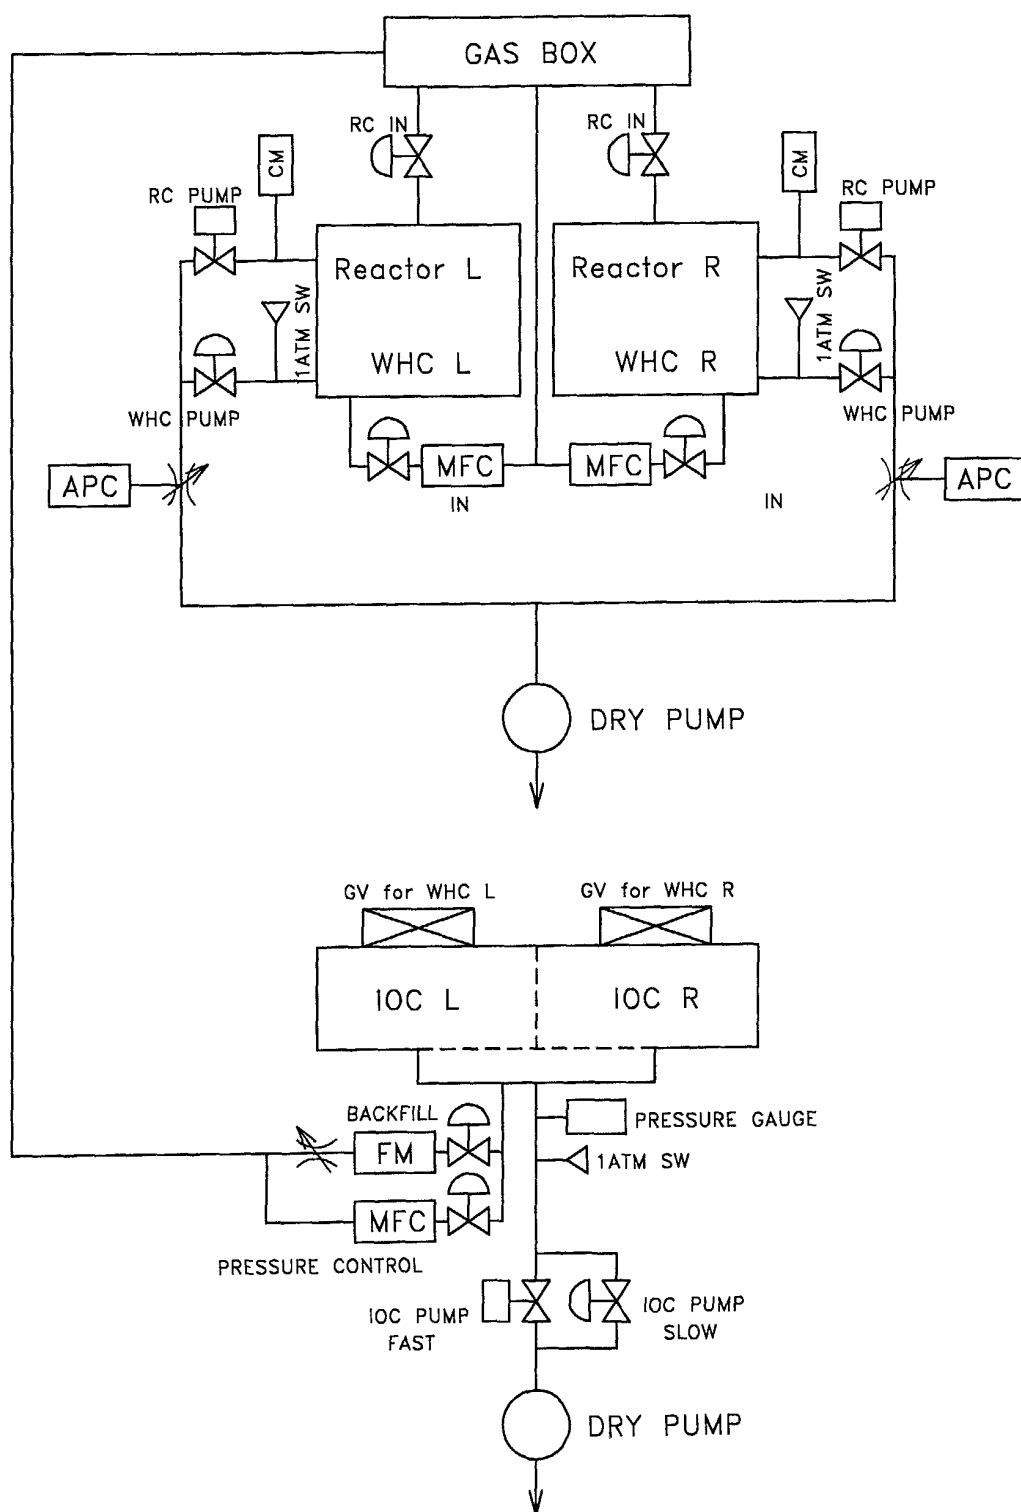 GAS BOX
RC IN
RC IN
CM
CM
RC PUMP
RC PUMP
Reactor L
Reactor R
1ATM SW
1ATM SW
WHC L
WHC R
WHC PUMP
WHC PUMP
APC
MFC
MFC
APC
IN
IN
DRY PUMP
GV for WHC L
GV for WHC R
IOC L
IOC R
BACKFILL
PRESSURE GAUGE
FM
1ATM SW
MFC
PRESSURE CONTROL
IOC PUMP
FAST
IOC PUMP
SLOW
DRY PUMP